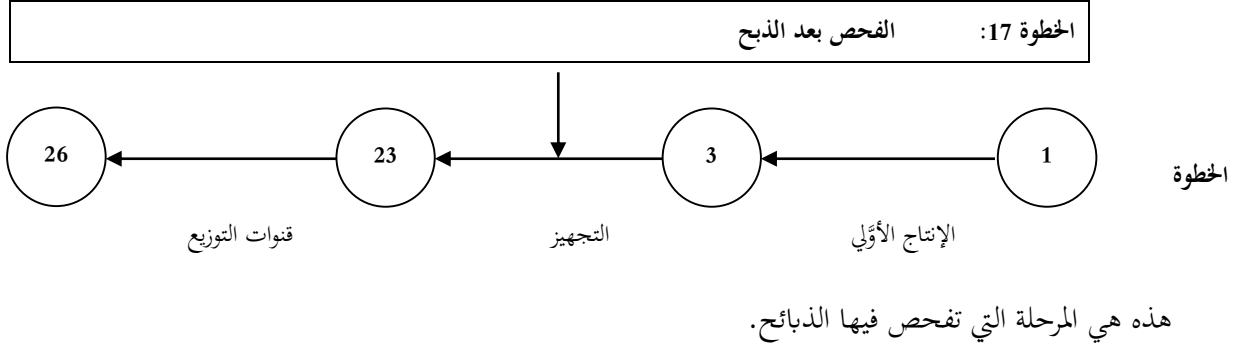 الخطوة 17: الفحص بعد الذبح
1 3 23 26
الخطوة
الإنتاج الأوَّلي التجهيز قنوات التوزيع
هذه هي المرحلة التي تفحص فيها الذبائح.